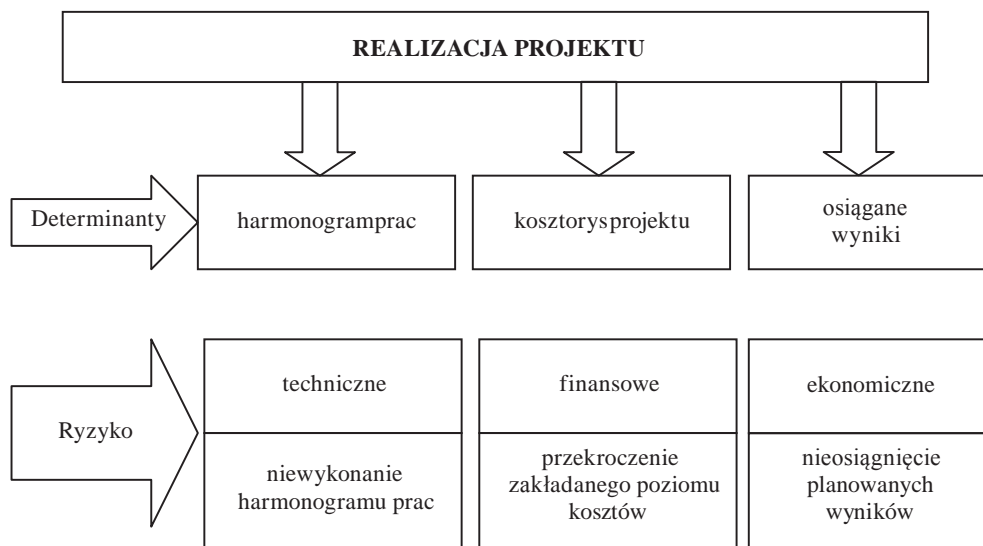 REALIZACJA PROJEKTU
Determinanty
harmonogramprac
kosztorysprojektu
osiągane
wyniki
Ryzyko
techniczne
finansowe
ekonomiczne
niewykonanie
harmonogramu prac
przekroczenie
zakładanego poziomu
kosztów
nieosiągnięcie
planowanych
wyników